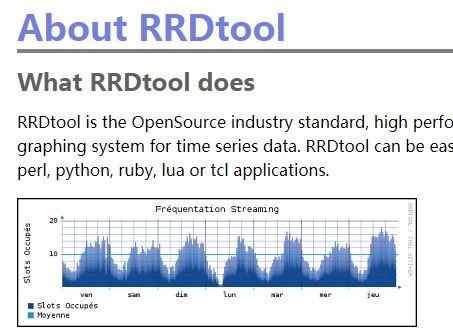 About RRDtool
What RRDtool does
RRDtool is the OpenSource industry standard, high perfo
graphing system for time series data. RRDtool can be eas
perl, python, ruby, lua or tcl applications.
Fréquentation Streaming
Slots Occupés
20
10
ven sam dim lun mar mer jeu
Slots Occupés
Moyenne
RRDTOOL / TOBI OETIKER